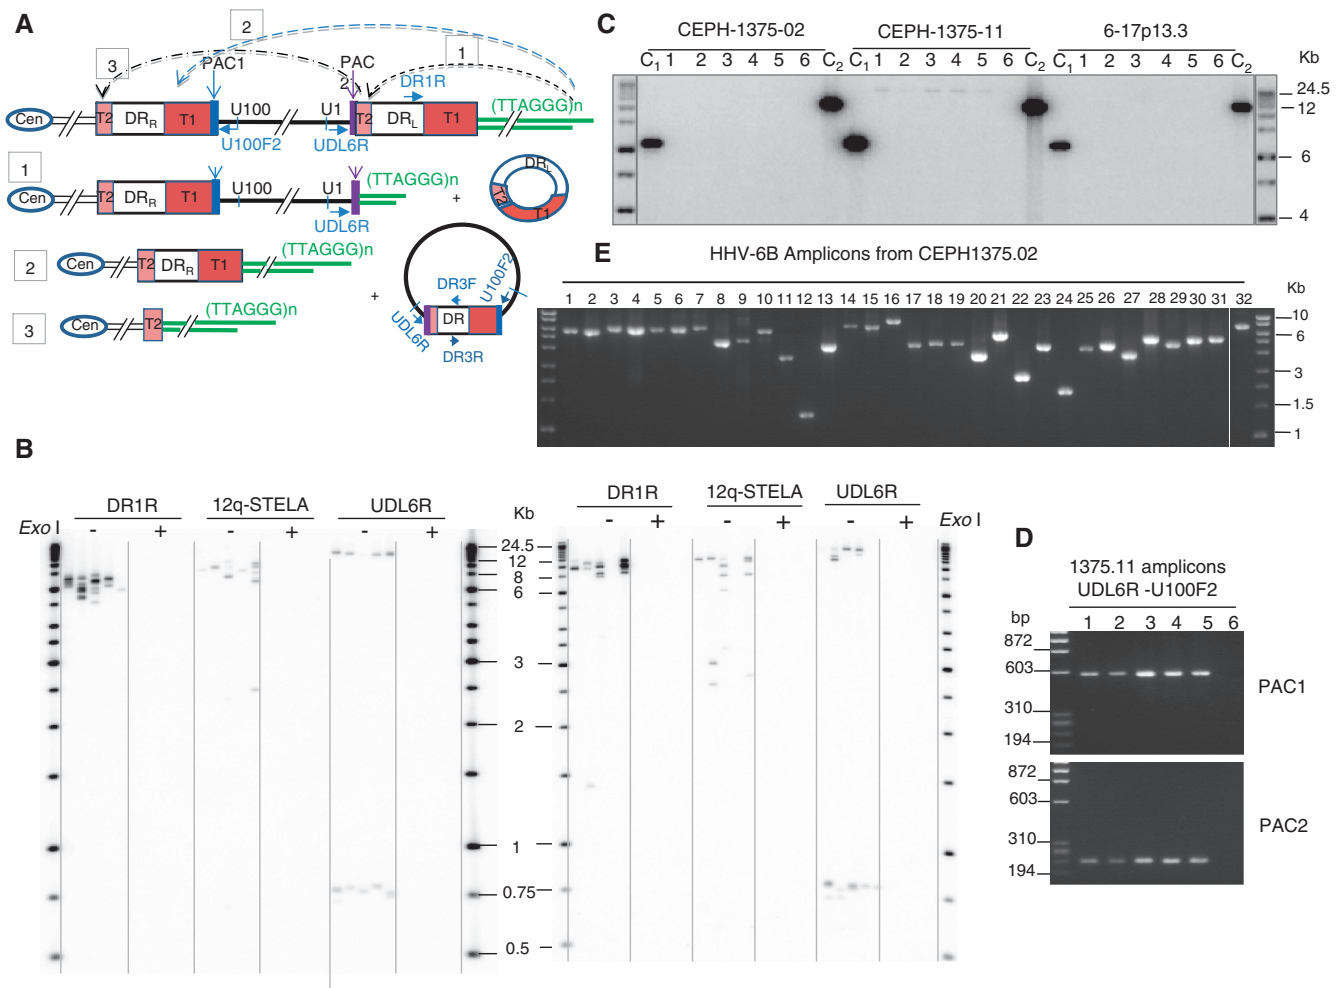 A
2
3
1
PAC1
PAC
2
DR1R
(TTAGGG)n
U100
U1
Cen
T2
DRR
T1
T2
DRL
T1
U100F2
UDL6R
1
U100
U1
(TTAGGG)n
Cen
T2
DRR
T1
UDL6R
+
DRL
T2
T1
2
Cen
T2
DRR
T1
(TTAGGG)n
+
3
Cen
T2
(TTAGGG)n
DR3F
U100F2
DR
UDL6R
DR3R
C
CEPH-1375-02
CEPH-1375-11
6-17p13.3
Kb
C1 1 2 3 4 5 6 C2
C1 1 2 3 4 5 6 C2
C1 1 2 3 4 5 6 C2
24.5
12
6
4
E
HHV-6B Amplicons from CEPH1375.02
Kb
1 2 3 4 5 6 7 8 9 10 11 12 13 14 15 16 17 18 19 20 21 22 23 24 25 26 27 28 29 30 31 32
10
6
3
1.5
1
B
DR1R
12q-STELA
UDL6R
Exo I
- + - + - +
Kb
24.5
12
8
6
3
2
1
0.75
0.5
DR1R
12q-STELA
UDL6R
- + - + - +
Exo I
D
1375.11 amplicons
UDL6R -U100F2
bp
1 2 3 4 5 6
872
603
310
194
PAC1
872
603
310
194
PAC2